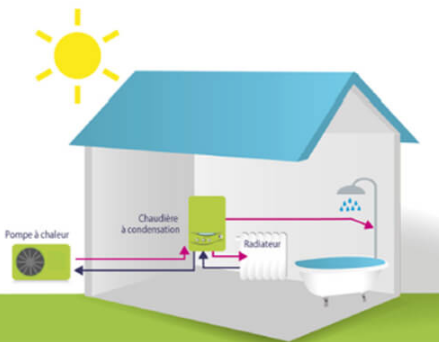 Chaudière
à condensation
Pompe à chaleur
Radiateur